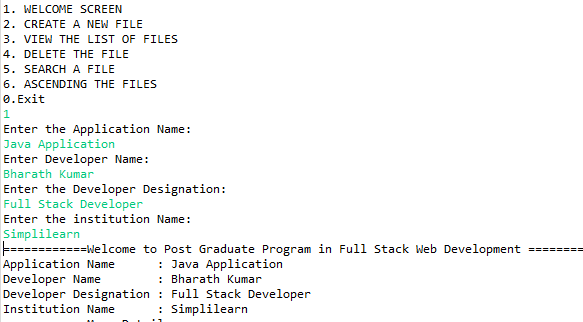 1. WELCOME SCREEN
2. CREATE A NEW FILE
3. VIEW THE LIST OF FILES
4. DELETE THE FILE
5. SEARCH A FILE
6. ASCENDING THE FILES
0.Exit
1
Enter the Application Name:
Java Application
Enter Developer Name:
Bharath Kumar
Enter the Developer Designation:
Full Stack Developer
Enter the institution Name:
Simplilearn
============Welcome to Post Graduate Program in Full Stack Web Development ========
Application Name      : Java Application
Developer Name        : Bharath Kumar
Developer Designation : Full Stack Developer
Institution Name      : Simplilearn